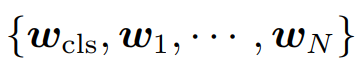 {w_cls, w_1, ⋯ , w_N}